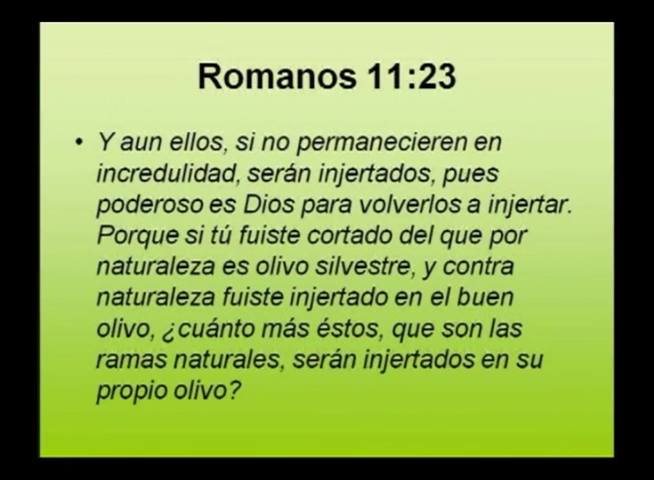 Romanos 11:23
• Y aun ellos, si no permanecieren en
incredulidad, serán injertados, pues
poderoso es Dios para volverlos a injertar.
Porque si tú fuiste cortado del que por
naturaleza es olivo silvestre, y contra
naturaleza fuiste injertado en el buen
olivo, ¿cuánto más éstos, que son las
ramas naturales, serán injertados en su
propio olivo?